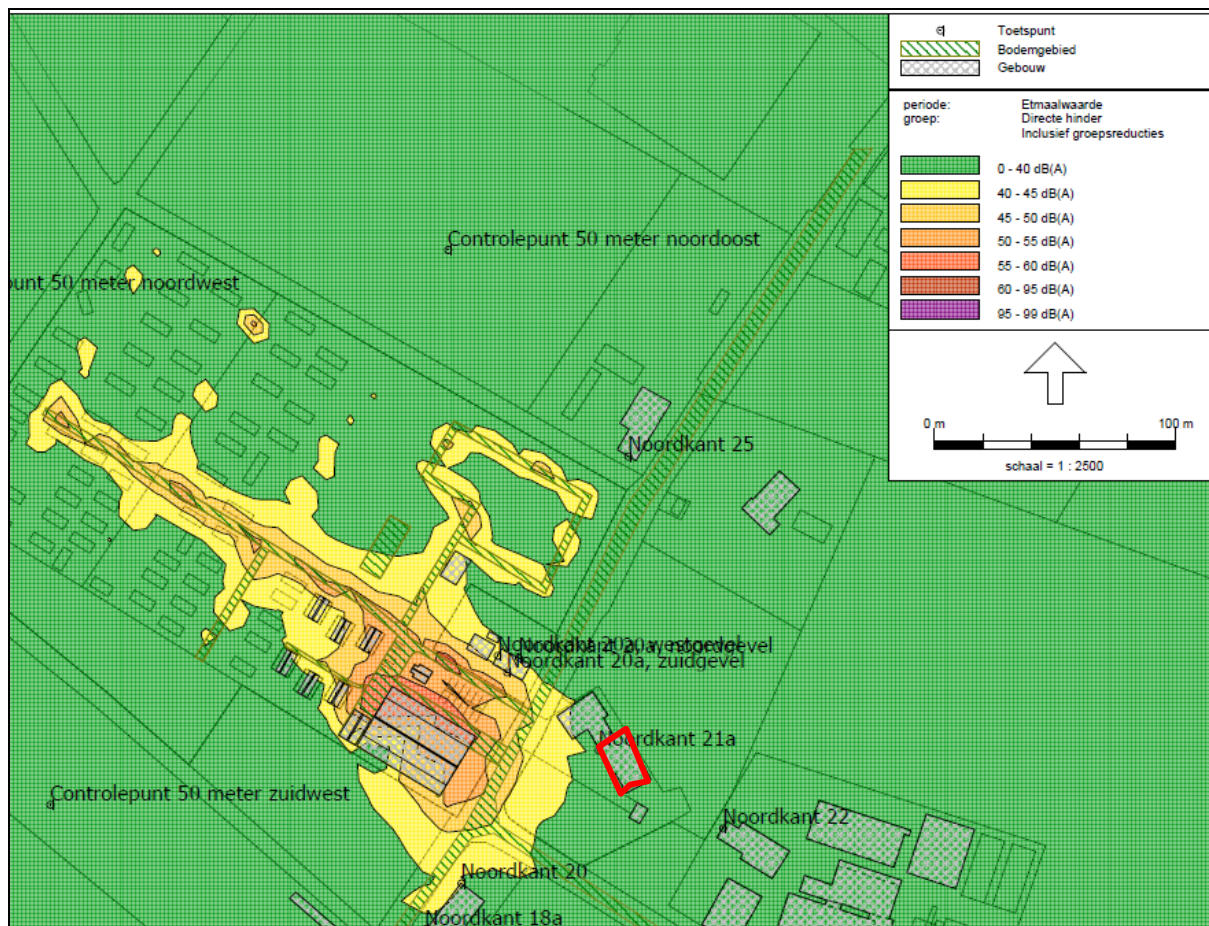 Toetspunt
Bodemgebied
Gebouw
periode: Etmaalwaarde
groep: Directe hinder
Inclusief groepsreducties
0 - 40 dB(A)
40 - 45 dB(A)
45 - 50 dB(A)
50 - 55 dB(A)
55 - 60 dB(A)
60 - 95 dB(A)
95 - 99 dB(A)
0 m 100 m
schaal = 1 : 2500
Controlepunt 50 meter noordoost
punt 50 meter noordwest
Noordkant 25
Noordkant 20a, noordgevel
Noordkant 20a, zuidgevel
Noordkant 21a
Controlepunt 50 meter zuidwest
Noordkant 22
Noordkant 20
Noordkant 18a